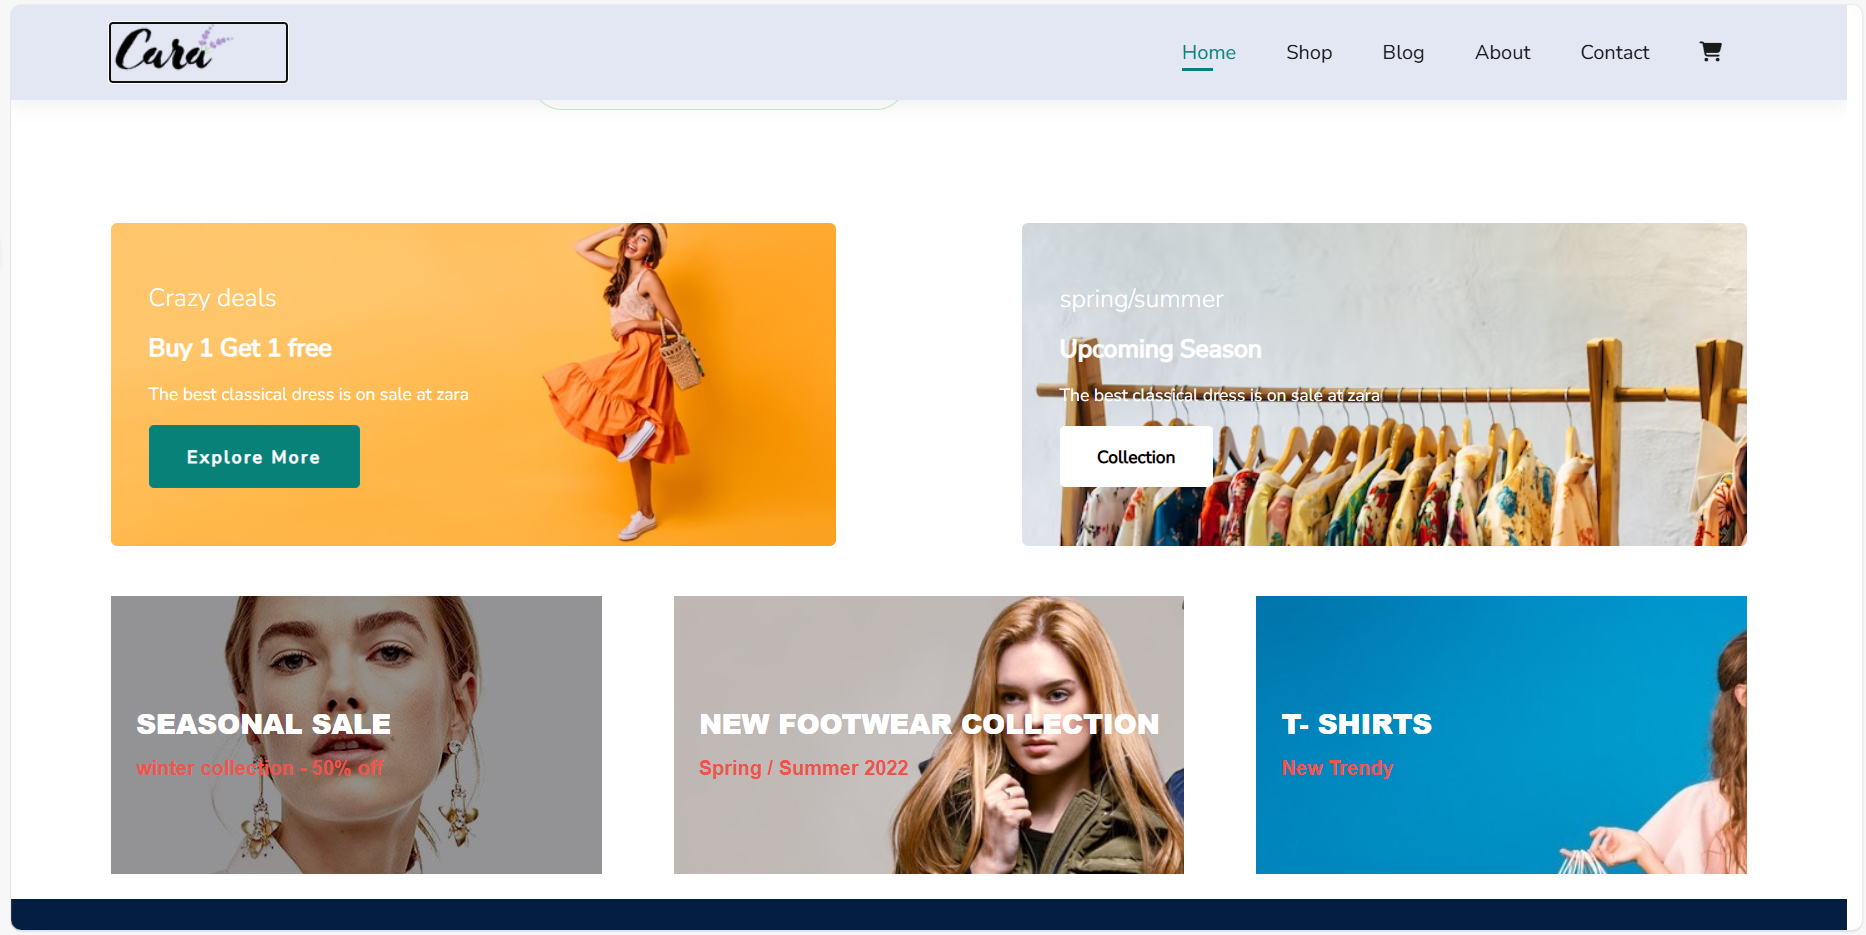 Cara
Home Shop Blog About Contact
Crazy deals
Buy 1 Get 1 free
The best classical dress is on sale at zara
Explore More
spring/summer
Upcoming Season
The best classical dress is on sale at zara
Collection
SEASONAL SALE
winter collection - 50% off
NEW FOOTWEAR COLLECTION
Spring / Summer 2022
T- SHIRTS
New Trendy